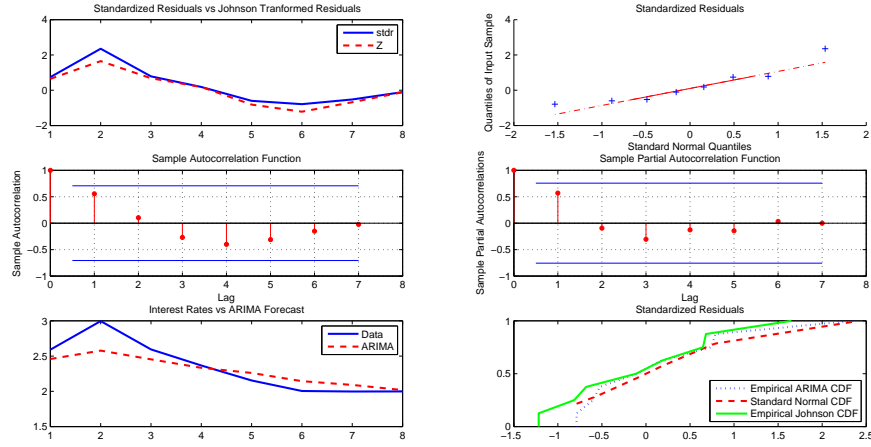 Standardized Residuals vs Johnson Tranformed Residuals
4
2
0
−2
1 2 3 4 5 6 7 8
stdr
Z
Standardized Residuals
Quantiles of Input Sample
4
2
0
−2
−2 −1.5 −1 −0.5 0 0.5 1 1.5 2
Standard Normal Quantiles
Sample Autocorrelation Function
Sample Autocorrelation
1
0.5
0
−0.5
−1
0 1 2 3 4 5 6 7 8
Lag
Sample Partial Autocorrelation Function
Sample Partial Autocorrelations
1
0.5
0
−0.5
−1
0 1 2 3 4 5 6 7 8
Lag
Interest Rates vs ARIMA Forecast
3
2.5
2
1.5
1 2 3 4 5 6 7 8
Data
ARIMA
Standardized Residuals
1
0.5
0
−1.5 −1 −0.5 0 0.5 1 1.5 2 2.5
Empirical ARIMA CDF
Standard Normal CDF
Empirical Johnson CDF